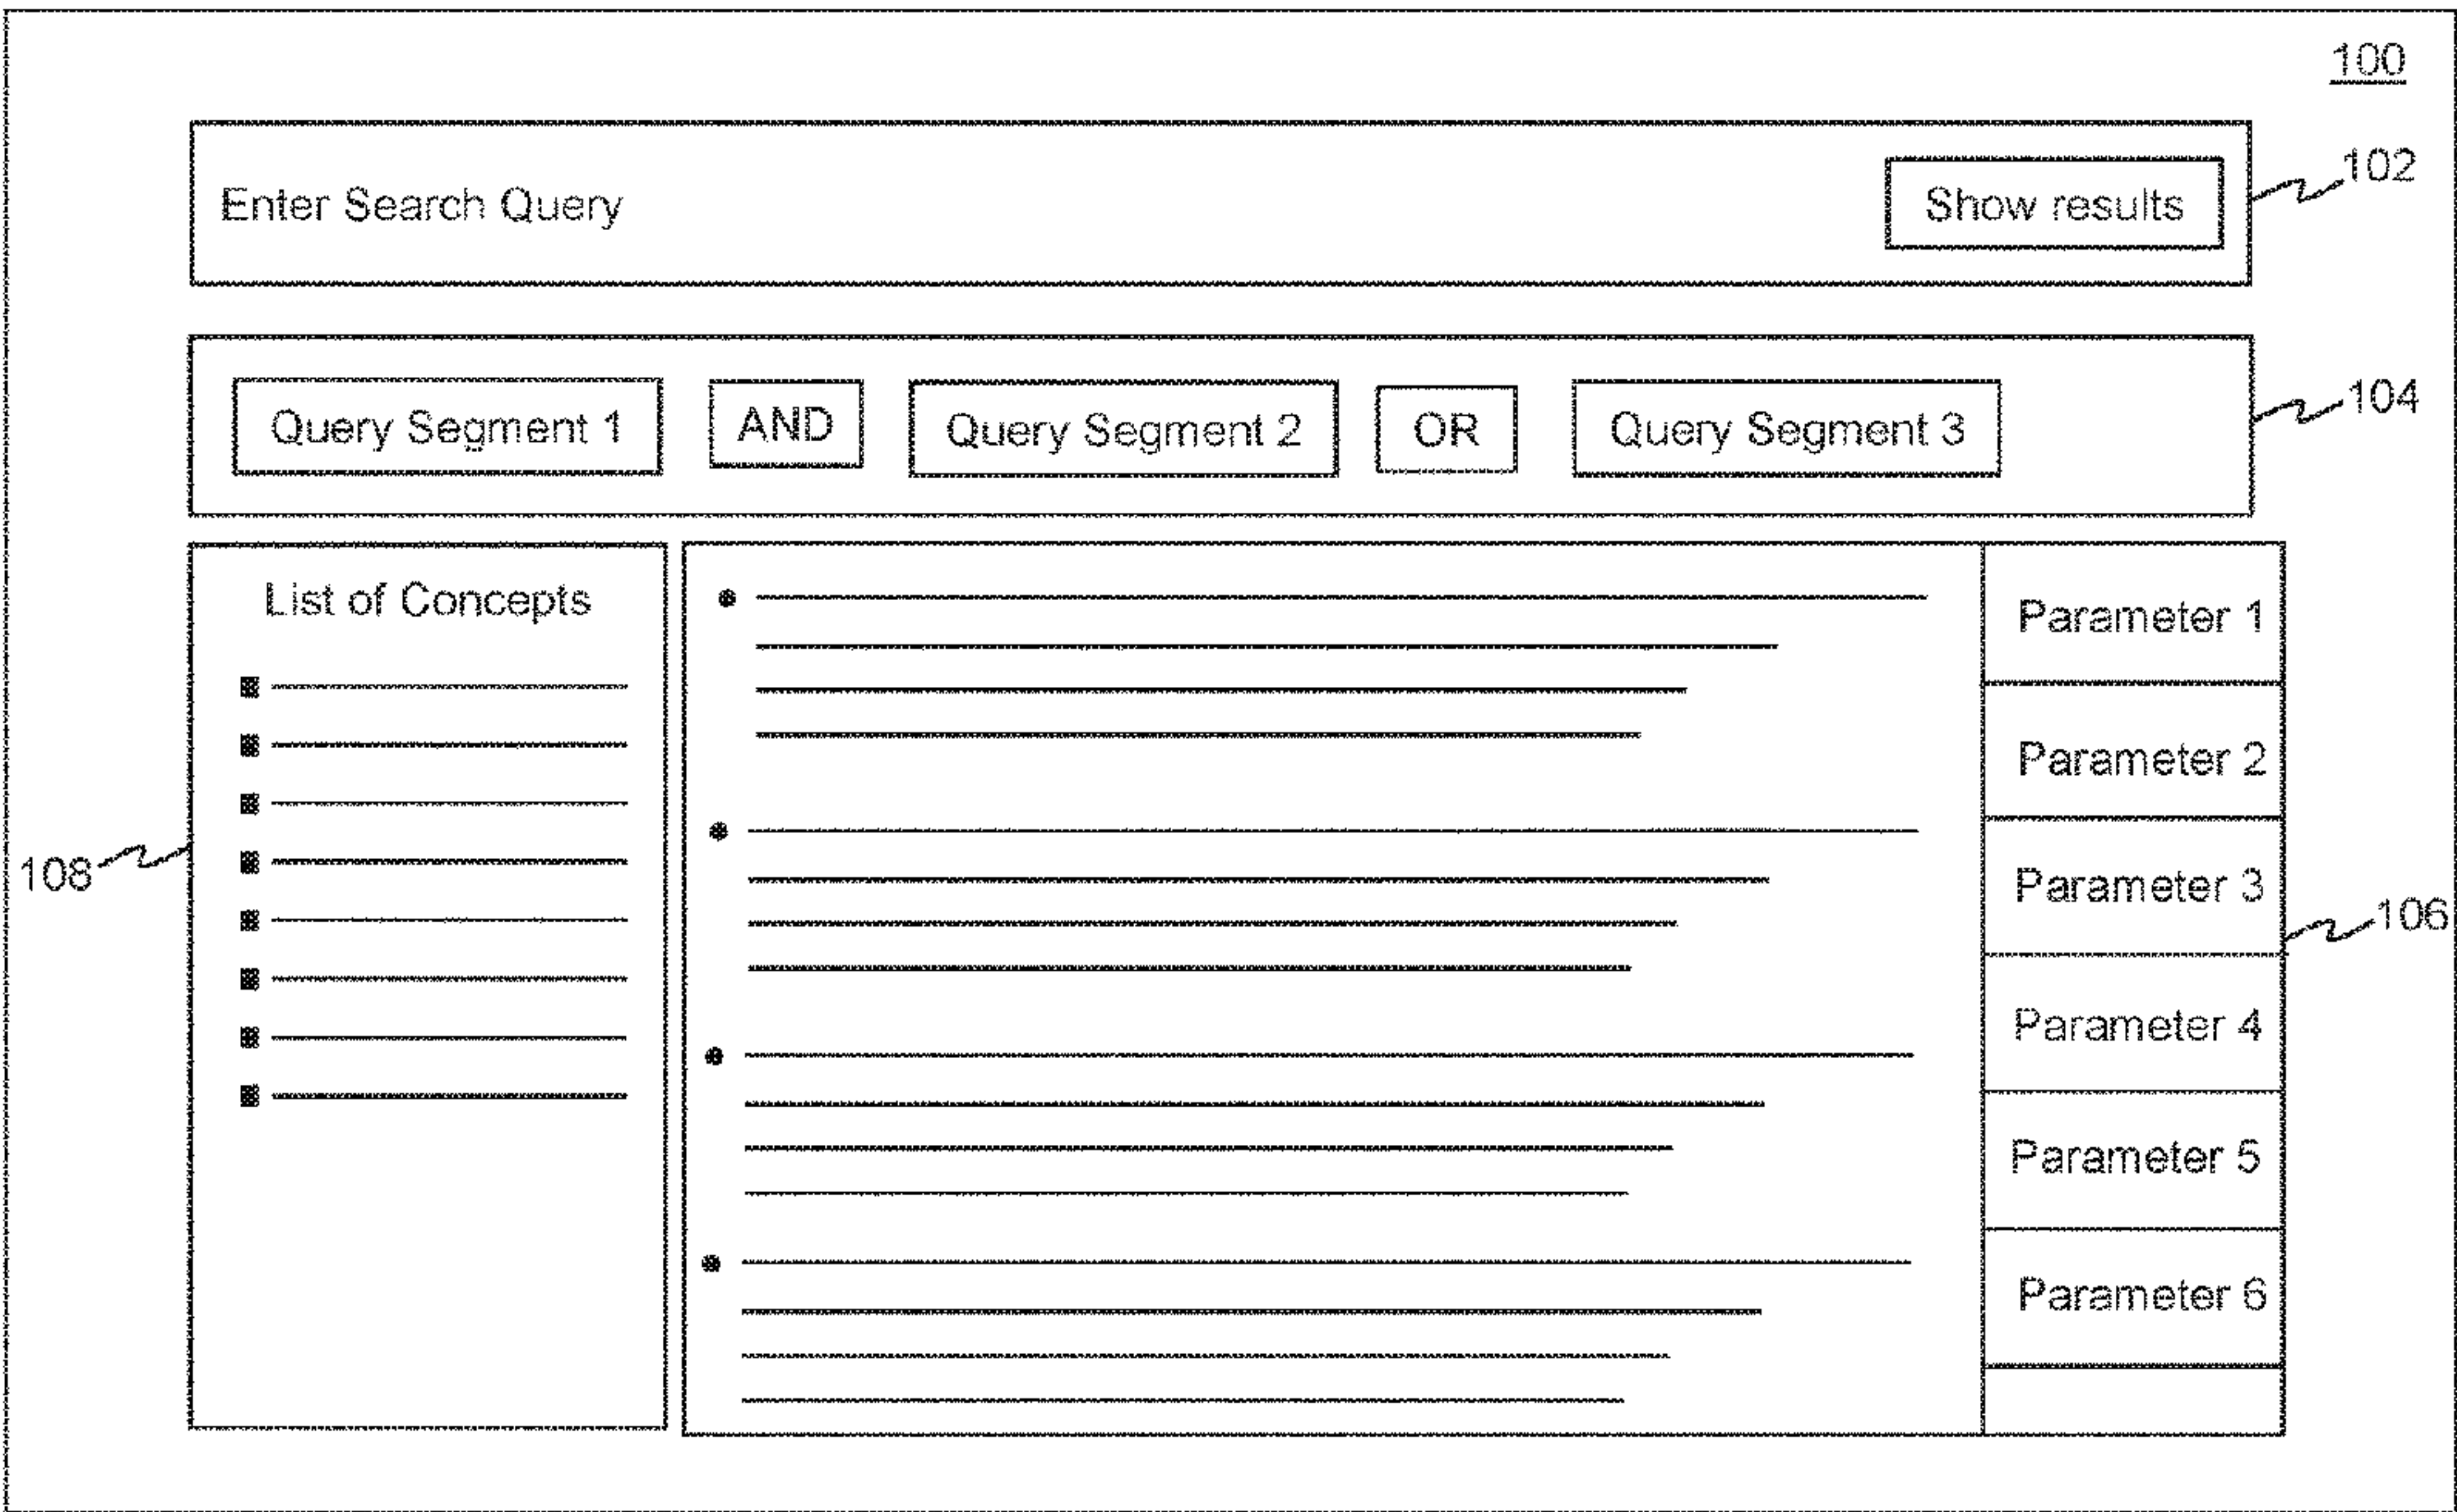 100
Enter Search Query Show results 102
Query Segment 1 AND Query Segment 2 OR Query Segment 3 104
List of Concepts
Parameter 1
Parameter 2
Parameter 3
108
106
Parameter 4
Parameter 5
Parameter 6